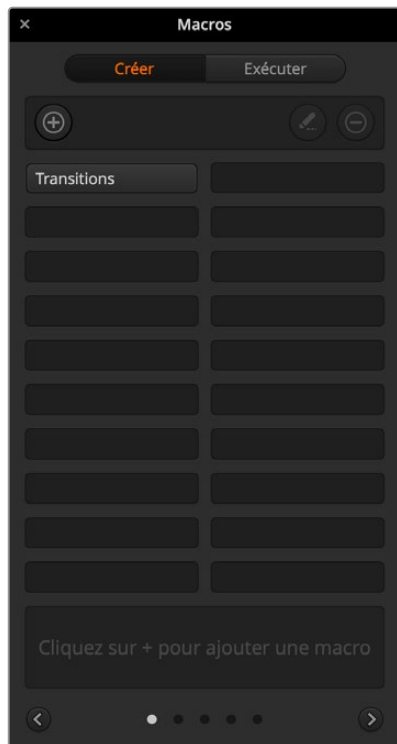 Macros
Créer
Exécuter
Transitions
Cliquez sur + pour ajouter une macro